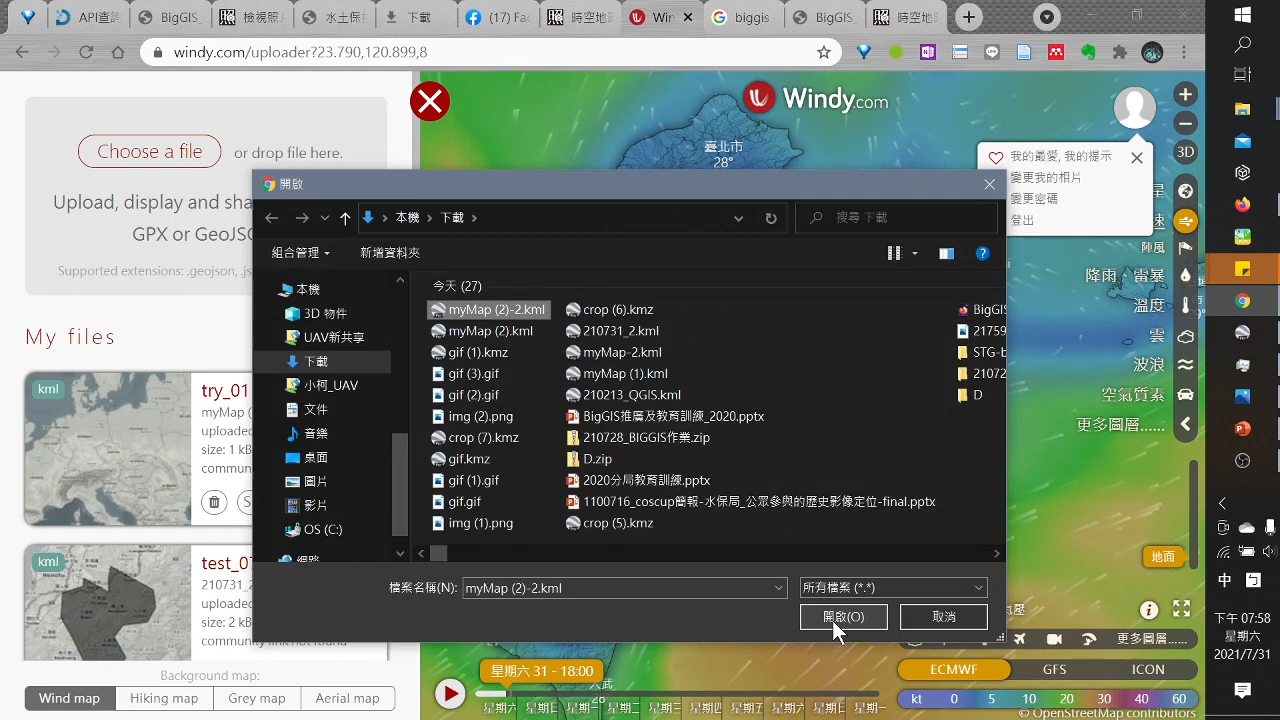 API查詢
BigGIS_
檢視照
水土保
下載
(17) Fac
時空地圖
Win
biggis
BigGIS_
時空地
windy.com/uploader?23.790,120.899,8
Choose a file or drop file here.
Upload, display and sha
GPX or GeoJSO
Supported extensions: .geojson, .js
My files
kml
try_01
myMap (2)
uploaded
size: 1 kB
commun
kml
test_07
210731_2
uploaded
size: 2 kB
commun
Background map:
Wind map
Hiking map
Grey map
Aerial map
Windy.com
臺北市
28°
我的最愛, 我的提示
變更我的相片
變更密碼
登出
3D
陣風
降雨, 雷暴
溫度
雲
波浪
空氣質素
更多圖層......
地面
更多圖層......
ECMWF
GFS
ICON
kt 0 5 10 20 30 40 60
© OpenStreetMap contributors
星期六 31 - 18:00
開啟
本機
下載
搜尋 下載
組合管理
新增資料夾
本機
3D 物件
UAV新共享
下載
小柯_UAV
文件
音樂
桌面
圖片
影片
OS (C:)
網路
今天 (27)
myMap (2)-2.kml
myMap (2).kml
gif (1).kmz
gif (3).gif
gif (2).gif
img (2).png
crop (7).kmz
gif.kmz
gif (1).gif
gif.gif
img (1).png
crop (6).kmz
210731_2.kml
myMap-2.kml
myMap (1).kml
210213_QGIS.kml
BigGIS推廣及教育訓練_2020.pptx
210728_BIGGIS作業.zip
D.zip
2020分局教育訓練.pptx
1100716_coscup簡報-水保局_公眾參與的歷史影像定位-final.pptx
crop (5).kmz
BigGIS
21759
STG-b
21072
D
檔案名稱(N):
myMap (2)-2.kml
所有檔案 (*.*)
開啟(O)
取消
中
下午 07:58
星期六
2021/7/31